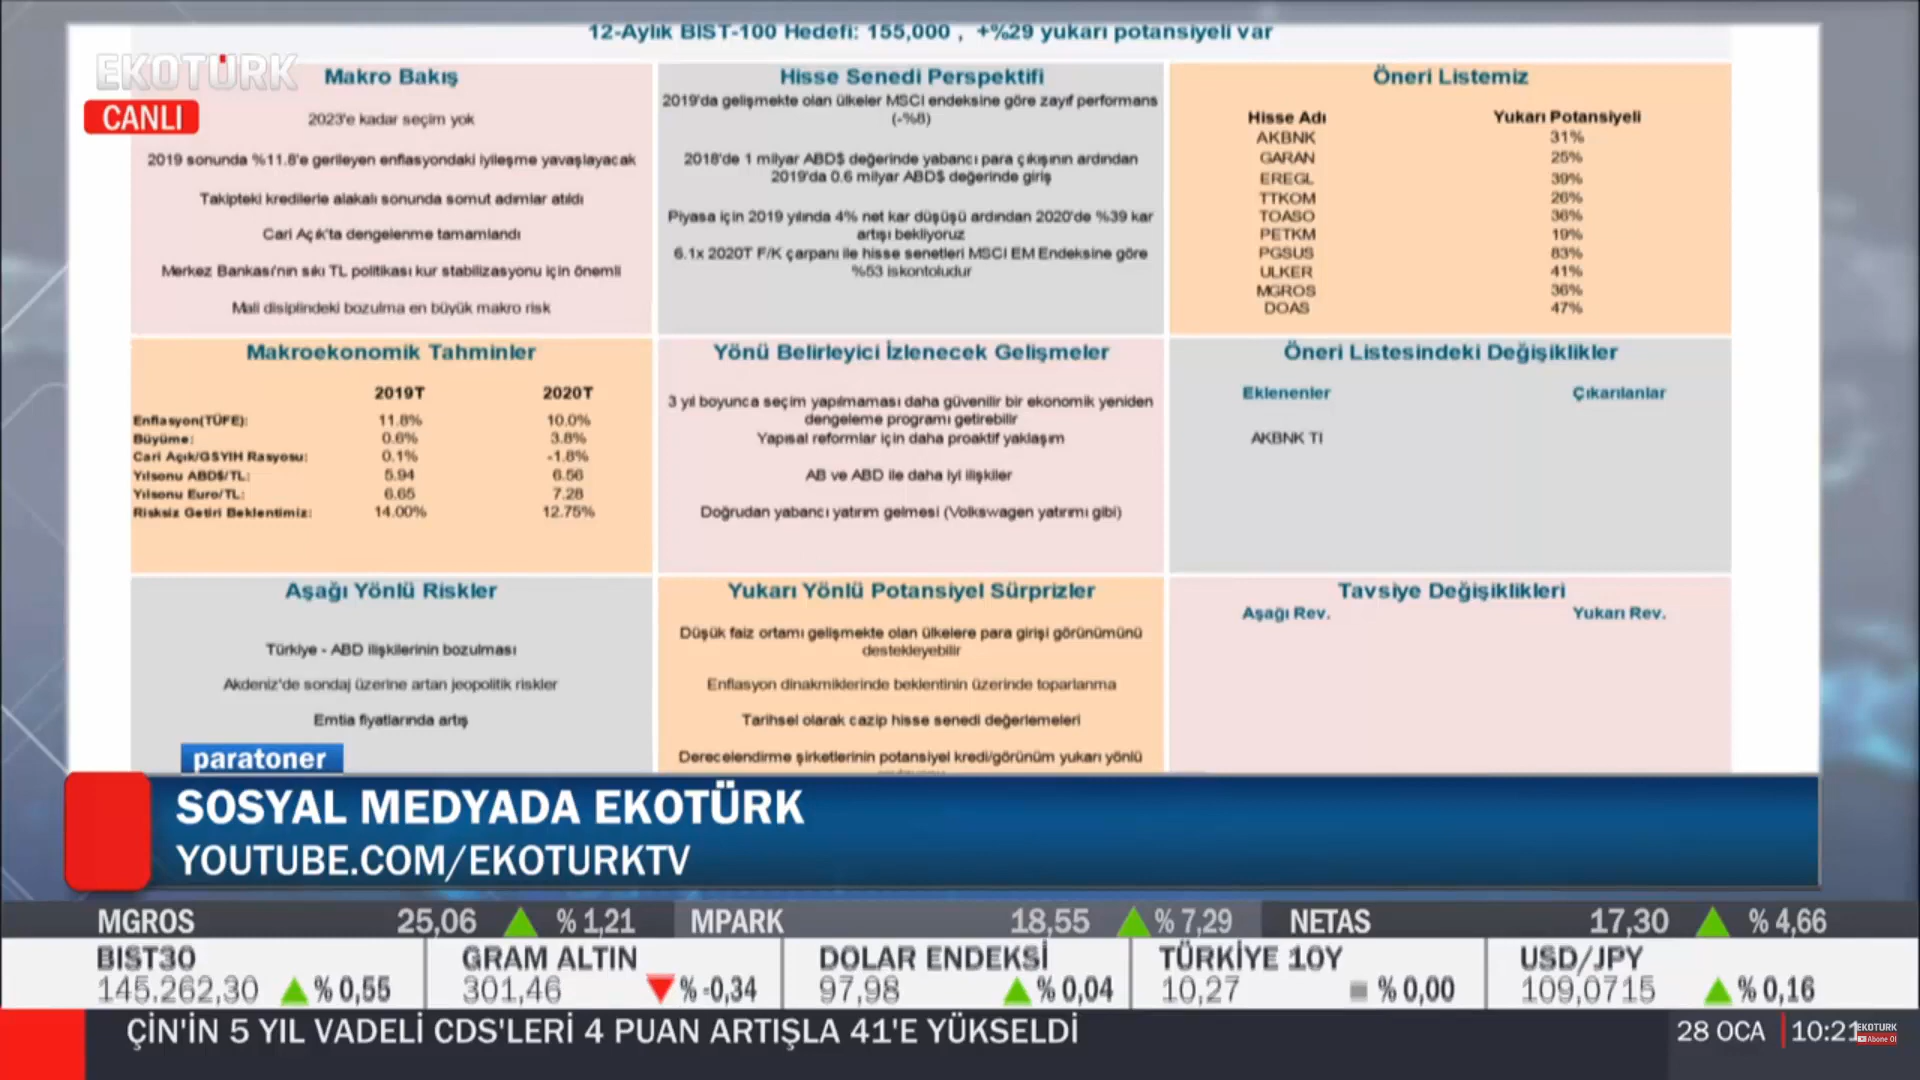 12-Aylık BIST-100 Hedefi: 155,000 , +%29 yukarı potansiyeli var
EKOTÜRK
CANLI
Makro Bakış
2023'e kadar seçim yok
2019 sonunda %11.8'e gerileyen enflasyondaki iyileşme yavaşlayacak
Takipteki kredilerle alakalı sonunda somut adımlar atıldı
Cari Açık'ta dengelenme tamamlandı
Merkez Bankası'nın sıkı TL politikası kur stabilizasyonu için önemli
Mali disiplindeki bozulma en büyük makro risk
Hisse Senedi Perspektifi
2019'da gelişmekte olan ülkeler MSCI endeksine göre zayıf performans
(-%8)
2018'de 1 milyar ABD$ değerinde yabancı para çıkışının ardından
2019'da 0.6 milyar ABD$ değerinde giriş
Piyasa için 2019 yılında 4% net kar düşüşü ardından 2020'de %39 kar
artışı bekliyoruz
6.1x 2020T F/K çarpanı ile hisse senetleri MSCI EM Endeksine göre
%53 iskontoludur
Öneri Listemiz
Hisse Adı Yukarı Potansiyeli
AKBNK 31%
GARAN 25%
EREGL 39%
TTKOM 26%
TOASO 36%
PETKM 19%
PGSUS 83%
ULKER 41%
MGROS 36%
DOAS 47%
Makroekonomik Tahminler
2019T 2020T
Enflasyon(TÜFE): 11.8% 10.0%
Büyüme: 0.6% 3.8%
Cari Açık/GSYIH Rasyosu: 0.1% -1.8%
Yılsonu ABD$/TL: 5.94 6.56
Yılsonu Euro/TL: 6.65 7.28
Risksiz Getiri Beklentimiz: 14.00% 12.75%
Yönü Belirleyici İzlenecek Gelişmeler
3 yıl boyunca seçim yapılmaması daha güvenilir bir ekonomik yeniden
dengeleme programı getirebilir
Yapısal reformlar için daha proaktif yaklaşım
AB ve ABD ile daha iyi ilişkiler
Doğrudan yabancı yatırım gelmesi (Volkswagen yatırımı gibi)
Öneri Listesindeki Değişiklikler
Eklenenler Çıkarılanlar
AKBNK TI
Aşağı Yönlü Riskler
Türkiye - ABD ilişkilerinin bozulması
Akdeniz'de sondaj üzerine artan jeopolitik riskler
Emtia fiyatlarında artış
Yukarı Yönlü Potansiyel Sürprizler
Düşük faiz ortamı gelişmekte olan ülkelere para girişi görünümünü
destekleyebilir
Enflasyon dinakmiklerinde beklentinin üzerinde toparlanma
Tarihsel olarak cazip hisse senedi değerlemeleri
Derecelendirme şirketlerinin potansiyel kredi/görünüm yukarı yönlü
Tavsiye Değişiklikleri
Aşağı Rev. Yukarı Rev.
paratoner
SOSYAL MEDYADA EKOTÜRK
YOUTUBE.COM/EKOTURKTV
MGROS 25,06 % 1,21 MPARK 18,55 % 7,29 NETAS 17,30 % 4,66
BIST30 GRAM ALTIN DOLAR ENDEKSİ TÜRKİYE 10Y USD/JPY
145.262,30 % 0,55 301,46 % -0,34 97,98 % 0,04 10,27 % 0,00 109,0715 % 0,16
ÇİN'İN 5 YIL VADELİ CDS'LERİ 4 PUAN ARTIŞLA 41'E YÜKSELDİ
28 OCA 10:21
EKOTURK
Abone Ol